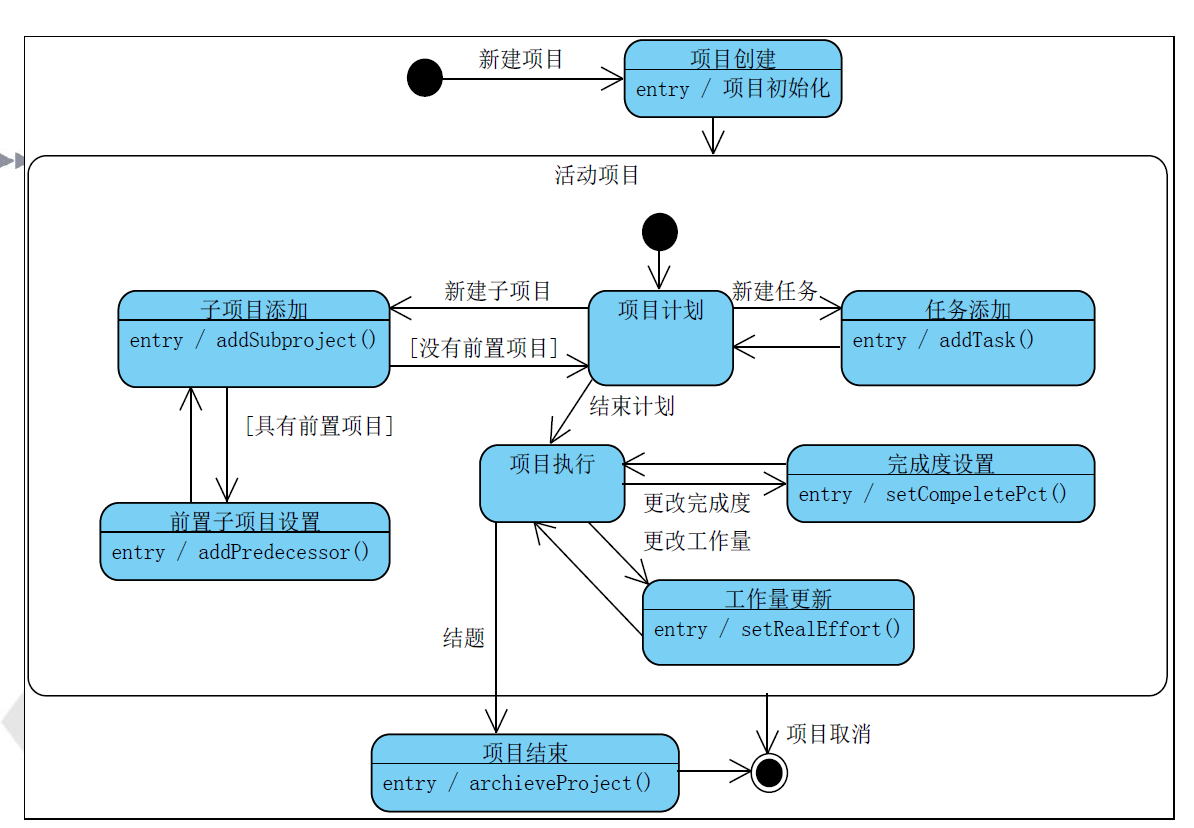 新建项目
项目创建
entry / 项目初始化
活动项目
新建子项目
项目计划
新建任务
子项目添加
entry / addSubproject()
任务添加
entry / addTask()
[没有前置项目]
结束计划
[具有前置项目]
项目执行
完成度设置
entry / setCompeletePct()
更改完成度
前置子项目设置
entry / addPredecessor()
更改工作量
工作量更新
entry / setRealEffort()
结题
项目取消
项目结束
entry / archieveProject()